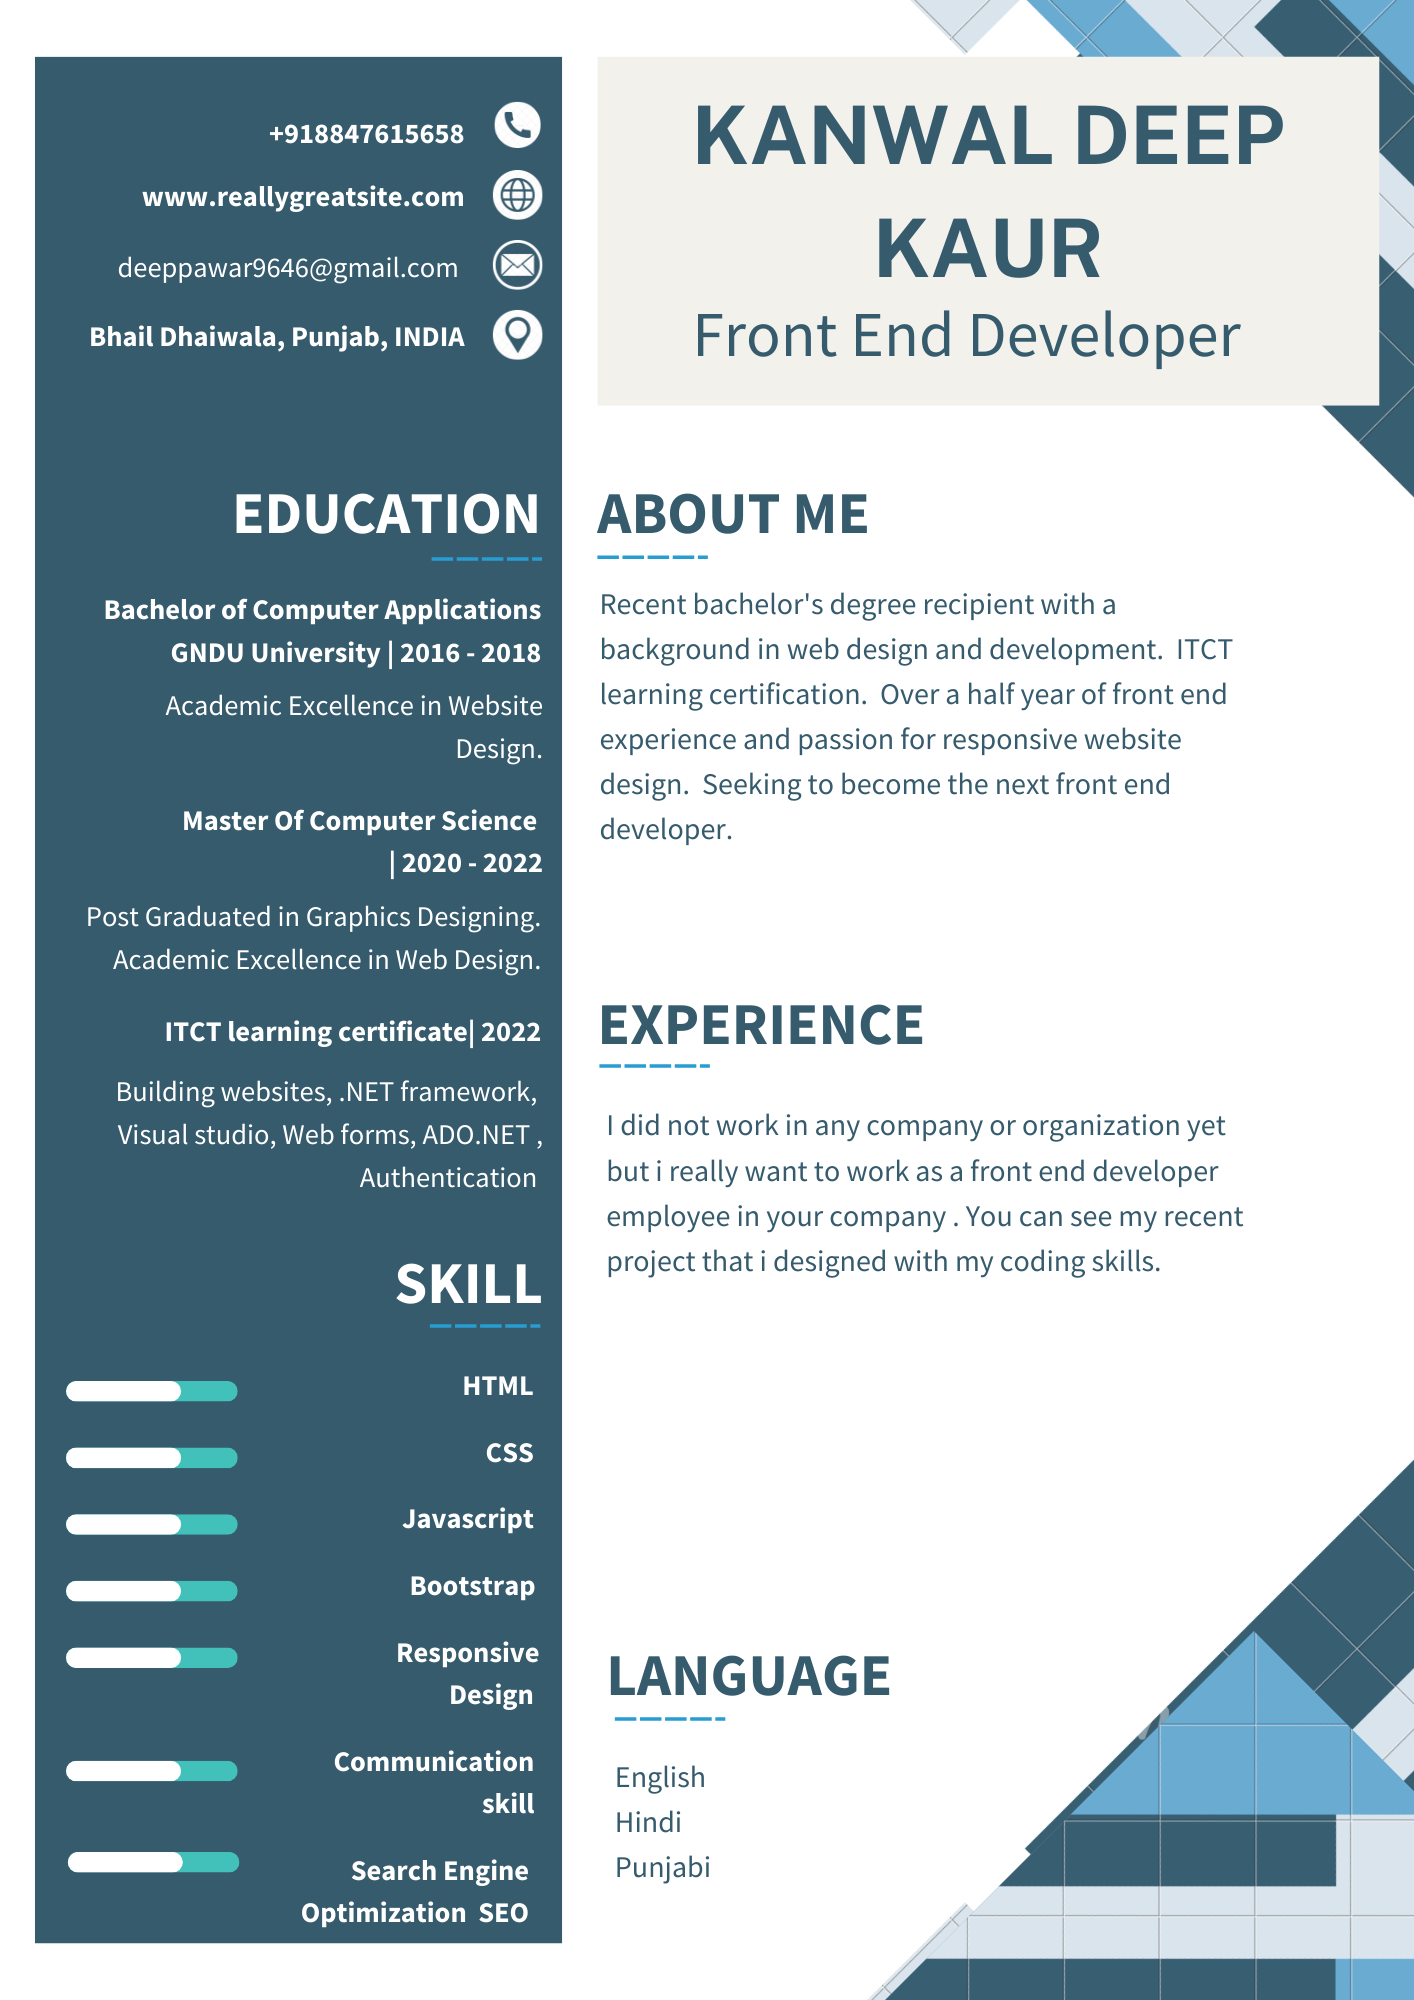 +918847615658
www.reallygreatsite.com
deeppawar9646@gmail.com
Bhail Dhaiwala, Punjab, INDIA
EDUCATION
Bachelor of Computer Applications
GNDU University | 2016 - 2018
Academic Excellence in Website
Design.
Master Of Computer Science
| 2020 - 2022
Post Graduated in Graphics Designing.
Academic Excellence in Web Design.
ITCT learning certificate| 2022
Building websites, .NET framework,
Visual studio, Web forms, ADO.NET ,
Authentication
SKILL
HTML
CSS
Javascript
Bootstrap
Responsive
Design
Communication
skill
Search Engine
Optimization SEO
KANWAL DEEP
KAUR
Front End Developer
ABOUT ME
Recent bachelor's degree recipient with a
background in web design and development. ITCT
learning certification. Over a half year of front end
experience and passion for responsive website
design. Seeking to become the next front end
developer.
EXPERIENCE
I did not work in any company or organization yet
but i really want to work as a front end developer
employee in your company . You can see my recent
project that i designed with my coding skills.
LANGUAGE
English
Hindi
Punjabi